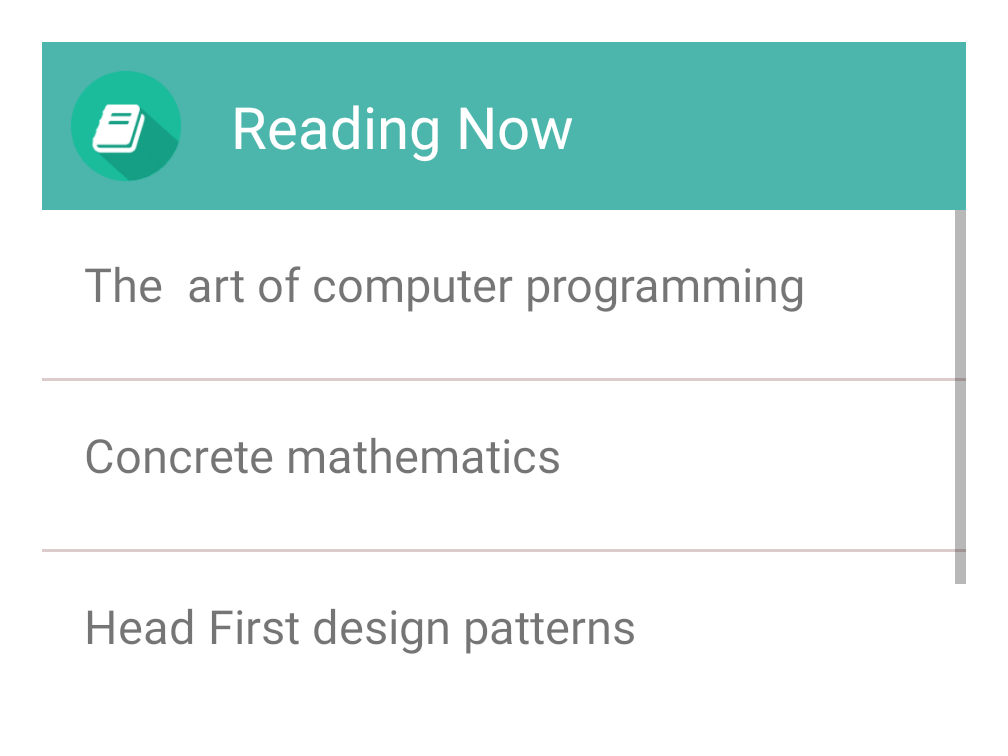 Reading Now
The  art of computer programming
Concrete mathematics
Head First design patterns